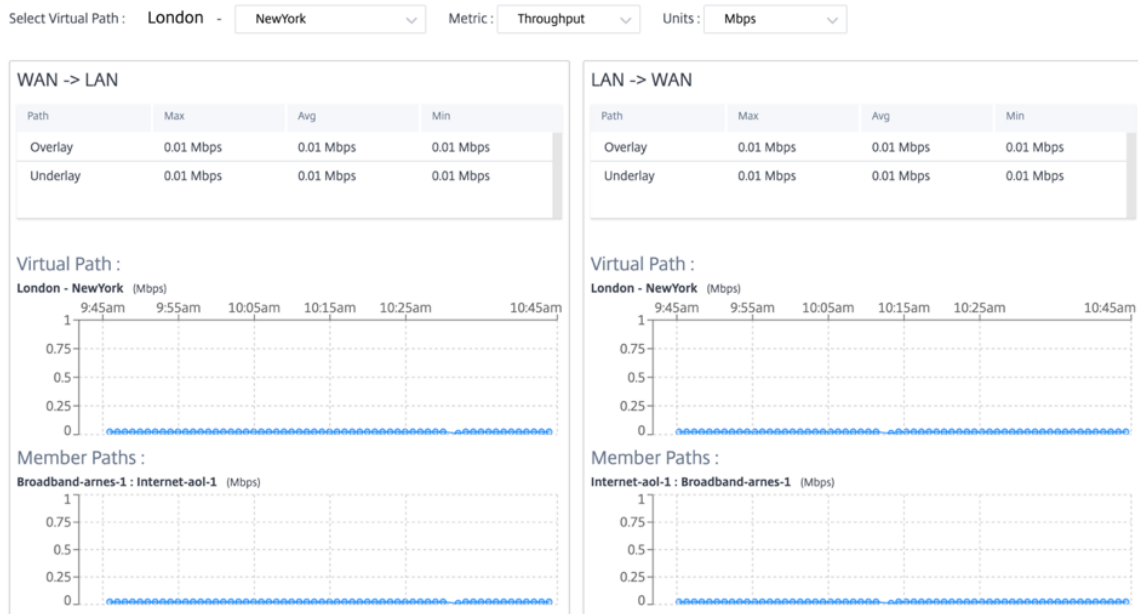 Select Virtual Path : London - NewYork Metric : Throughput Units : Mbps
WAN -> LAN
Path Max Avg Min
Overlay 0.01 Mbps 0.01 Mbps 0.01 Mbps
Underlay 0.01 Mbps 0.01 Mbps 0.01 Mbps
Virtual Path :
London - NewYork (Mbps)
9:45am 9:55am 10:05am 10:15am 10:25am 10:45am
1
0.75
0.5
0.25
0
Member Paths :
Broadband-arnes-1 : Internet-aol-1 (Mbps)
1
0.75
0.5
0.25
0
LAN -> WAN
Path Max Avg Min
Overlay 0.01 Mbps 0.01 Mbps 0.01 Mbps
Underlay 0.01 Mbps 0.01 Mbps 0.01 Mbps
Virtual Path :
London - NewYork (Mbps)
9:45am 9:55am 10:05am 10:15am 10:25am 10:45am
1
0.75
0.5
0.25
0
Member Paths :
Internet-aol-1 : Broadband-arnes-1 (Mbps)
1
0.75
0.5
0.25
0